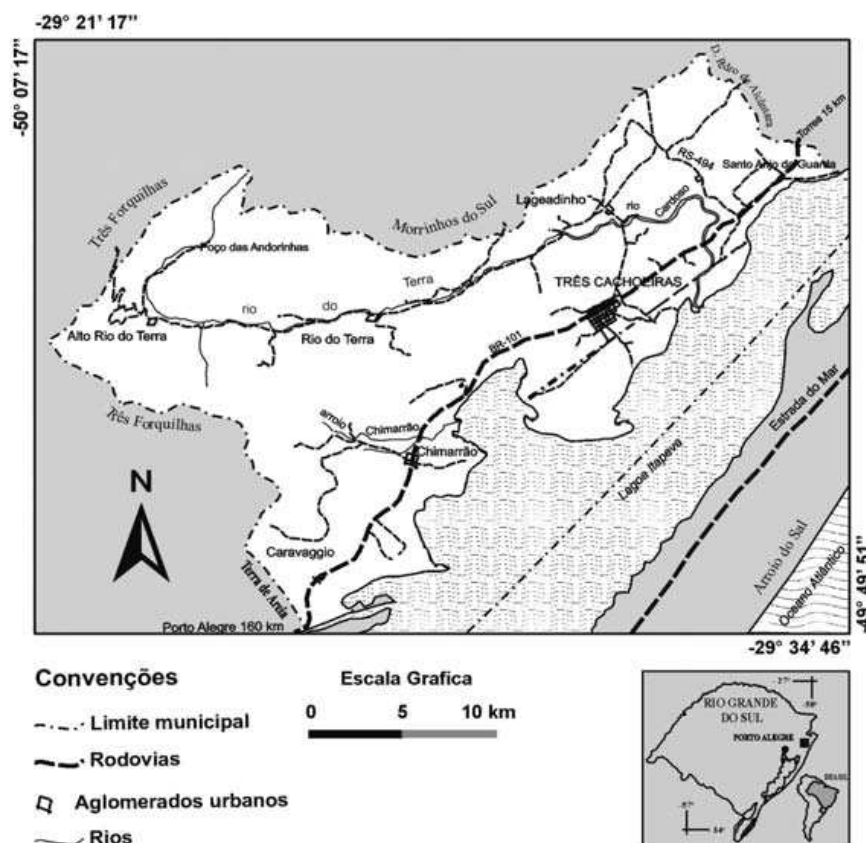 -29° 21' 17"
-50° 07' 17"
D. Pedro de Alcântara
Torres 15 km
RS-494
Santo Anjo da Guarda
Três Forquilhas
Morrinhos do Sul
Lageadinho
rio
Cardoso
Poço das Andorinhas
Terra
TRÊS CACHOEIRAS
rio
do
Alto Rio do Terra
Rio do Terra
BR-101
Estrada do Mar
Três Forquilhas
arroio
Chimarrão
Chimarrão
Lagoa Itapeva
N
Caravaggio
Terra de Areia
Arroio do Sal
Oceano Atlântico
-49° 49' 51"
Porto Alegre 160 km
-29° 34' 46"
Convenções
Escala Grafica
0 5 10 km
Limite municipal
Rodovias
Aglomerados urbanos
Rios
RIO GRANDE
DO SUL
PORTO ALEGRE
BRASIL